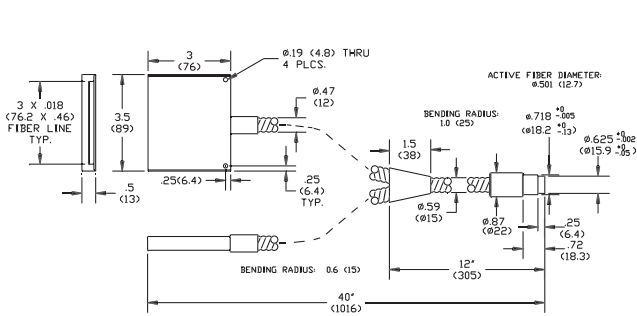 3
(76)
ø.19 (4.8) THRU
4 PLCS.
3 X .018
(76.2 X .46)
FIBER LINE
TYP.
3.5
(89)
ø.47
(12)
.5
(13)
.25(6.4)
.25
(6.4)
TYP.
ACTIVE FIBER DIAMETER:
ø.501 (12.7)
BENDING RADIUS:
1.0 (25)
ø.718 +0 -.005
(ø18.2 +0 -.13)
ø.625 +0 -.002
(ø15.9 +0 -.05)
1.5
(38)
ø.59
(ø15)
ø.87
(ø22)
.25
(6.4)
.72
(18.3)
BENDING RADIUS: 0.6 (15)
12"
(305)
40"
(1016)